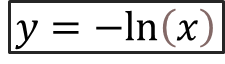 y = −ln(x)